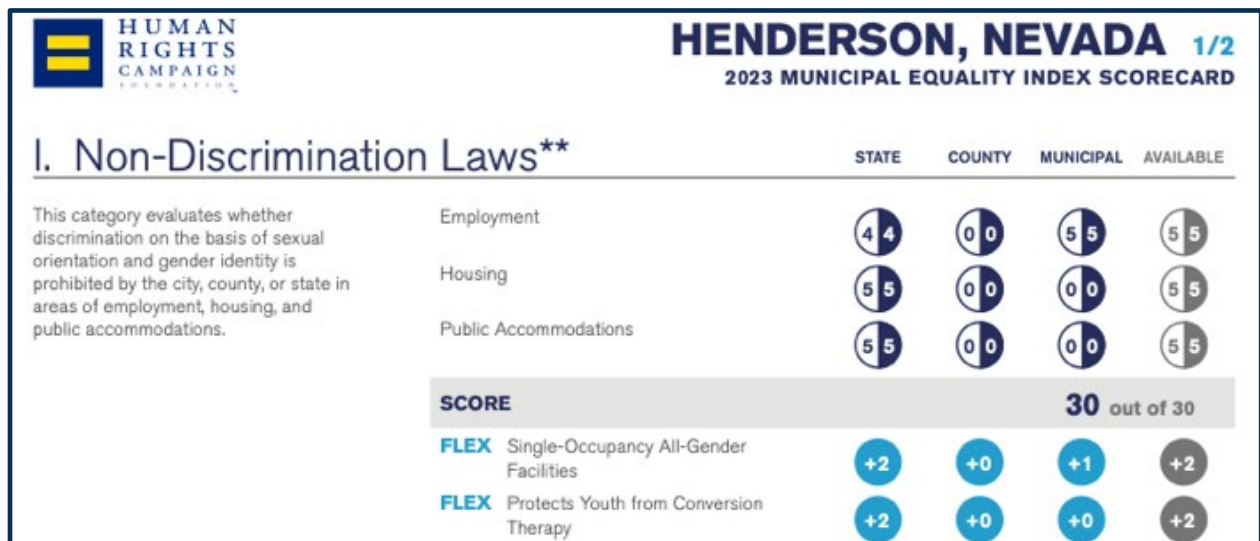 HUMAN
RIGHTS
CAMPAIGN
FOUNDATION
HENDERSON, NEVADA 1/2
2023 MUNICIPAL EQUALITY INDEX SCORECARD
I. Non-Discrimination Laws**
STATE COUNTY MUNICIPAL AVAILABLE
This category evaluates whether
discrimination on the basis of sexual
orientation and gender identity is
prohibited by the city, county, or state in
areas of employment, housing, and
public accommodations.
Employment 4 4 0 0 5 5 5 5
Housing 5 5 0 0 0 0 5 5
Public Accommodations 5 5 0 0 0 0 5 5
SCORE 30 out of 30
FLEX Single-Occupancy All-Gender
Facilities +2 +0 +1 +2
FLEX Protects Youth from Conversion
Therapy +2 +0 +0 +2